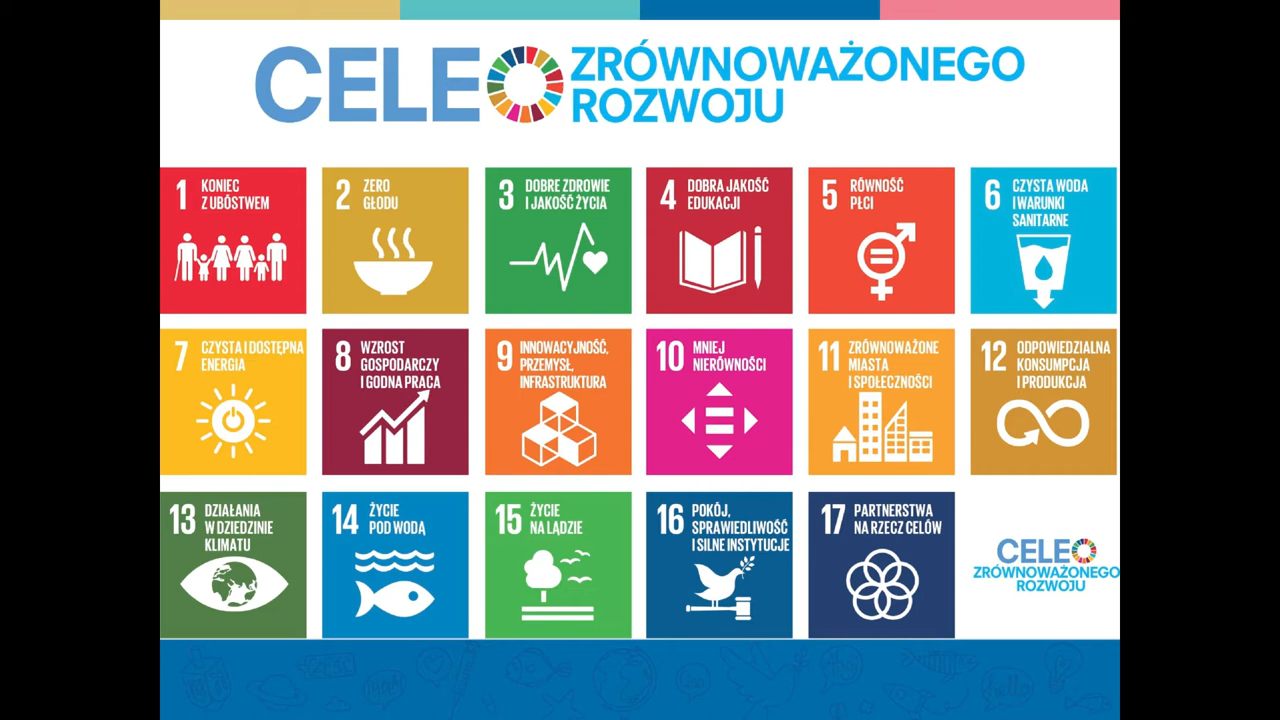 CELE ZRÓWNOWAŻONEGO
ROZWOJU
1 KONIEC
Z UBÓSTWEM
2 ZERO
GŁODU
3 DOBRE ZDROWIE
I JAKOŚĆ ŻYCIA
4 DOBRA JAKOŚĆ
EDUKACJI
5 RÓWNOŚĆ
PŁCI
6 CZYSTA WODA
I WARUNKI
SANITARNE
7 CZYSTA I DOSTĘPNA
ENERGIA
8 WZROST
GOSPODARCZY
I GODNA PRACA
9 INNOWACYJNOŚĆ,
PRZEMYSŁ,
INFRASTRUKTURA
10 MNIEJ
NIERÓWNOŚCI
11 ZRÓWNOWAŻONE
MIASTA
I SPOŁECZNOŚCI
12 ODPOWIEDZIALNA
KONSUMPCJA
I PRODUKCJA
13 DZIAŁANIA
W DZIEDZINIE
KLIMATU
14 ŻYCIE
POD WODĄ
15 ŻYCIE
NA LĄDZIE
16 POKÓJ,
SPRAWIEDLIWOŚĆ
I SILNE INSTYTUCJE
17 PARTNERSTWA
NA RZECZ CELÓW
CELE
ZRÓWNOWAŻONEGO
ROZWOJU
hello!